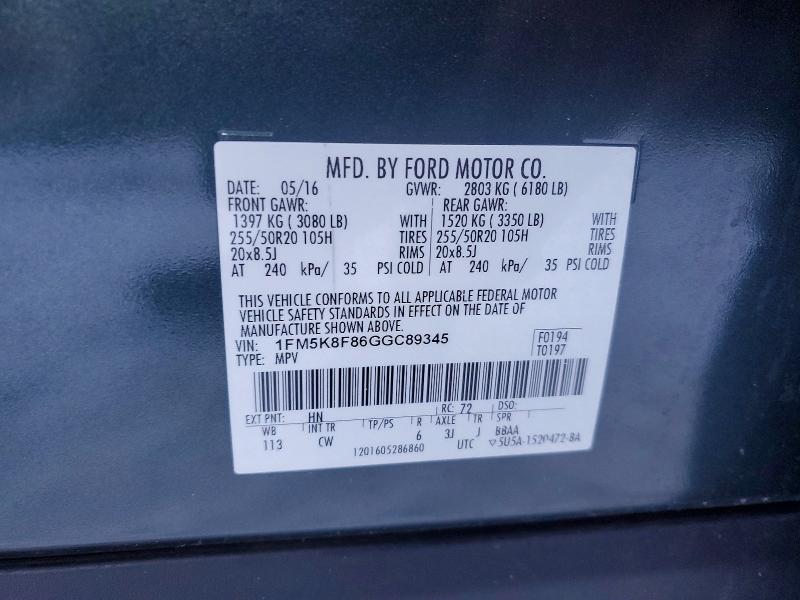 MFD. BY FORD MOTOR CO.
DATE: 05/16 GVWR: 2803 KG ( 6180 LB)
FRONT GAWR: REAR GAWR:
1397 KG ( 3080 LB) WITH 1520 KG ( 3350 LB) WITH
255/50R20 105H TIRES 255/50R20 105H TIRES
20x8.5J RIMS 20x8.5J RIMS
AT 240 kPa/ 35 PSI COLD AT 240 kPa/ 35 PSI COLD
THIS VEHICLE CONFORMS TO ALL APPLICABLE FEDERAL MOTOR
VEHICLE SAFETY STANDARDS IN EFFECT ON THE DATE OF
MANUFACTURE SHOWN ABOVE.
VIN: 1FM5K8F86GGC89345 F0194
TYPE: MPV T0197
EXT PNT: HN RC: 72 DSO:
WB INT TR TP/PS R AXLE TR SPR
113 CW 6 3J J BBAA
1201605286860 UTC ▽5U5A-1520472-BA